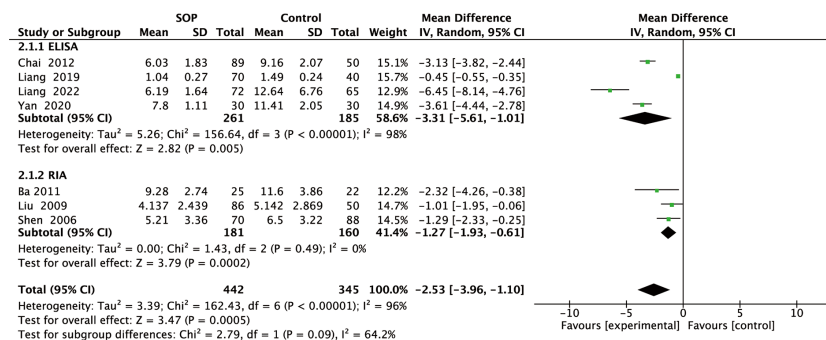 SOP Control Mean Difference Mean Difference
Study or Subgroup Mean SD Total Mean SD Total Weight IV, Random, 95% CI IV, Random, 95% CI
2.1.1 ELISA
Chai 2012 6.03 1.83 89 9.16 2.07 50 15.1% -3.13 [-3.82, -2.44]
Liang 2019 1.04 0.27 70 1.49 0.24 40 15.4% -0.45 [-0.55, -0.35]
Liang 2022 6.19 1.64 72 12.64 6.76 65 12.9% -6.45 [-8.14, -4.76]
Yan 2020 7.8 1.11 30 11.41 2.05 30 14.9% -3.61 [-4.44, -2.78]
Subtotal (95% CI) 261 185 58.6% -3.31 [-5.61, -1.01]
Heterogeneity: Tau² = 5.26; Chi² = 156.64, df = 3 (P < 0.00001); I² = 98%
Test for overall effect: Z = 2.82 (P = 0.005)
2.1.2 RIA
Ba 2011 9.28 2.74 25 11.6 3.86 22 12.2% -2.32 [-4.26, -0.38]
Liu 2009 4.137 2.439 86 5.142 2.869 50 14.7% -1.01 [-1.95, -0.06]
Shen 2006 5.21 3.36 70 6.5 3.22 88 14.5% -1.29 [-2.33, -0.25]
Subtotal (95% CI) 181 160 41.4% -1.27 [-1.93, -0.61]
Heterogeneity: Tau² = 0.00; Chi² = 1.43, df = 2 (P = 0.49); I² = 0%
Test for overall effect: Z = 3.79 (P = 0.0002)
Total (95% CI) 442 345 100.0% -2.53 [-3.96, -1.10]
Heterogeneity: Tau² = 3.39; Chi² = 162.43, df = 6 (P < 0.00001); I² = 96%
Test for overall effect: Z = 3.47 (P = 0.0005)
Test for subgroup differences: Chi² = 2.79, df = 1 (P = 0.09), I² = 64.2%
-10 -5 0 5 10
Favours [experimental] Favours [control]